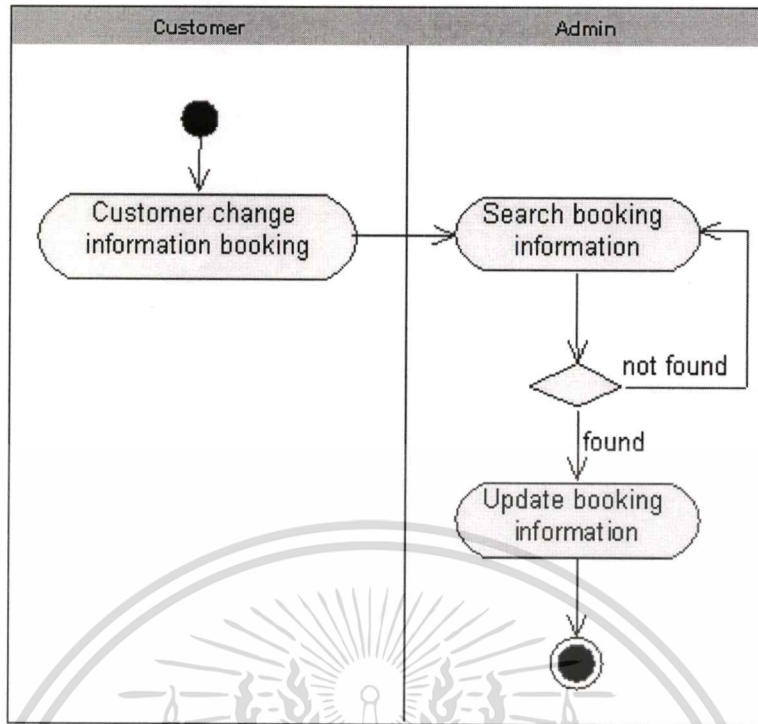 Customer
Admin
Customer change
information booking
Search booking
information
not found
found
Update booking
information